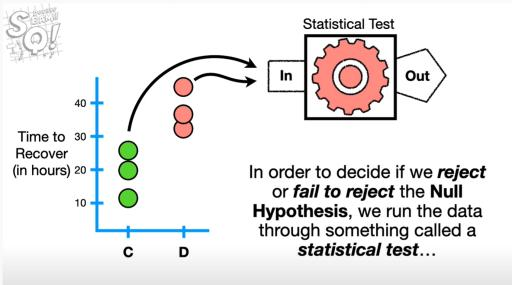 STATQUEST!
Statistical Test
In
Out
40
30
20
10
Time to
Recover
(in hours)
C
D
In order to decide if we reject
or fail to reject the Null
Hypothesis, we run the data
through something called a
statistical test...